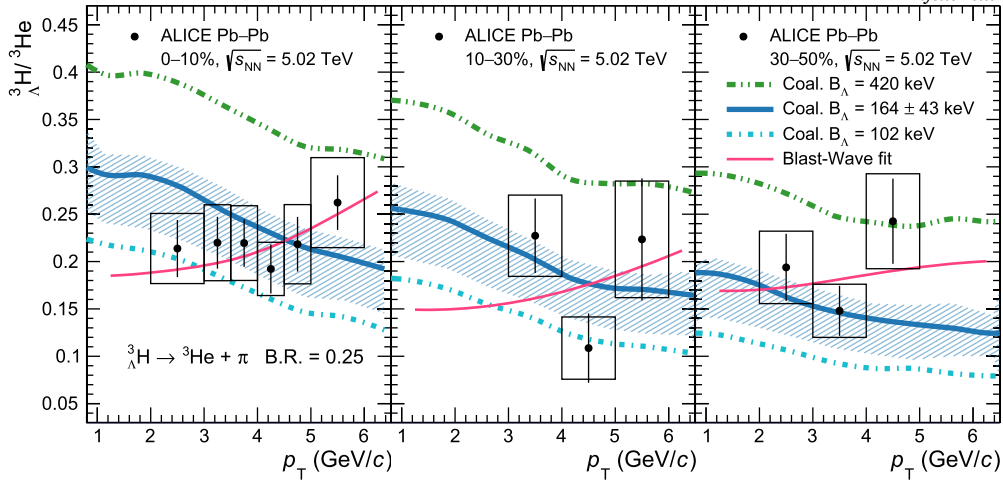 ALICE Pb–Pb
0–10%, √sNN = 5.02 TeV
ALICE Pb–Pb
10–30%, √sNN = 5.02 TeV
ALICE Pb–Pb
30–50%, √sNN = 5.02 TeV
Coal. BΛ = 420 keV
Coal. BΛ = 164 ± 43 keV
Coal. BΛ = 102 keV
Blast-Wave fit
³ΛH/ ³He
0.45
0.4
0.35
0.3
0.25
0.2
0.15
0.1
0.05
³ΛH → ³He + π B.R. = 0.25
1 2 3 4 5 6
1 2 3 4 5 6
1 2 3 4 5 6
pT (GeV/c)
pT (GeV/c)
pT (GeV/c)